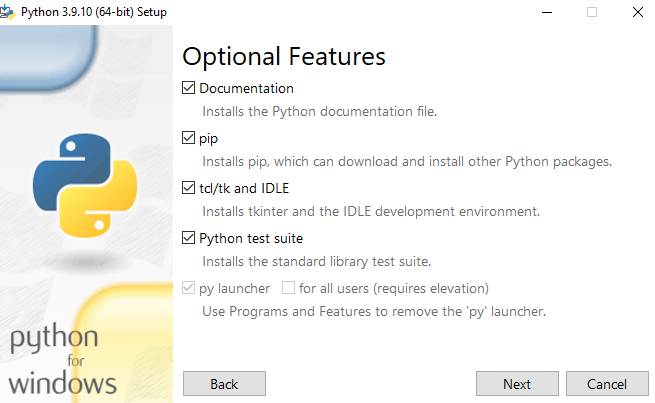 Python 3.9.10 (64-bit) Setup
Optional Features
Documentation
Installs the Python documentation file.
pip
Installs pip, which can download and install other Python packages.
tcl/tk and IDLE
Installs tkinter and the IDLE development environment.
Python test suite
Installs the standard library test suite.
py launcher for all users (requires elevation)
Use Programs and Features to remove the 'py' launcher.
python
for
windows
Back Next Cancel